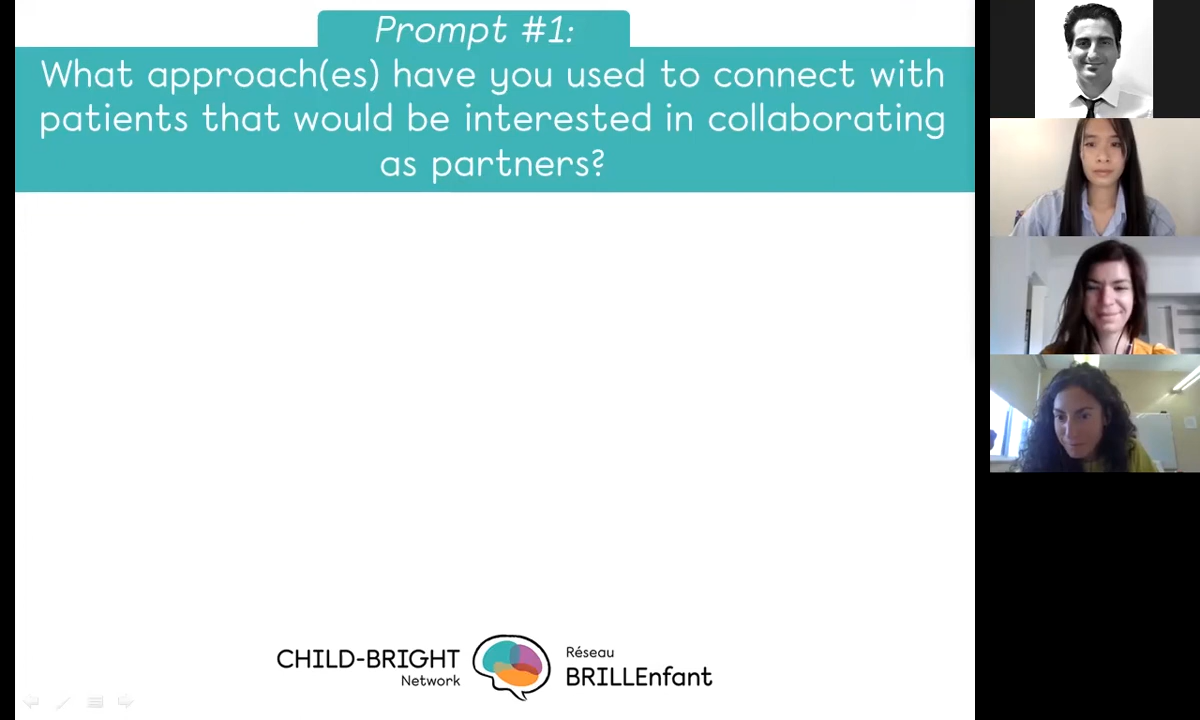 Prompt #1:
What approach(es) have you used to connect with
patients that would be interested in collaborating
as partners?
CHILD-BRIGHT
Network
Réseau
BRILLEnfant